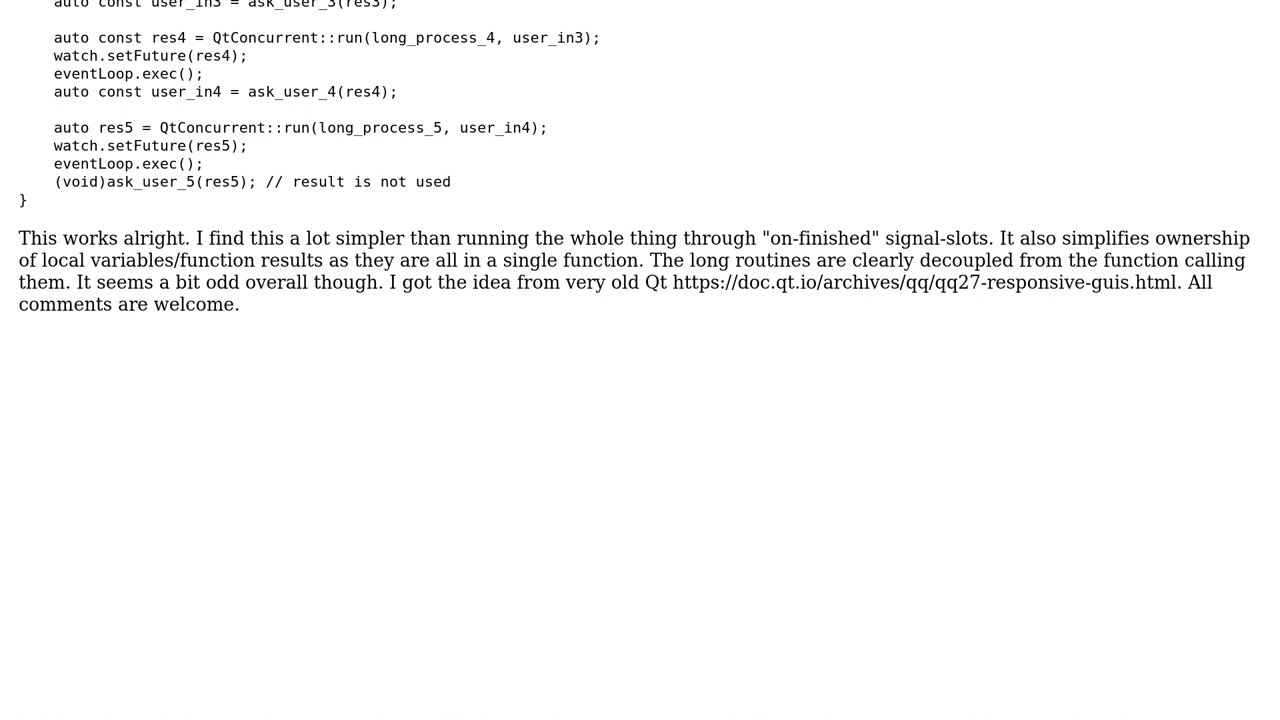 auto const user_in3 = ask_user_3(res3);
auto const res4 = QtConcurrent::run(long_process_4, user_in3);
watch.setFuture(res4);
eventLoop.exec();
auto const user_in4 = ask_user_4(res4);
auto res5 = QtConcurrent::run(long_process_5, user_in4);
watch.setFuture(res5);
eventLoop.exec();
(void)ask_user_5(res5); // result is not used
}
This works alright. I find this a lot simpler than running the whole thing through "on-finished" signal-slots. It also simplifies ownership
of local variables/function results as they are all in a single function. The long routines are clearly decoupled from the function calling
them. It seems a bit odd overall though. I got the idea from very old Qt https://doc.qt.io/archives/qq/qq27-responsive-guis.html. All
comments are welcome.